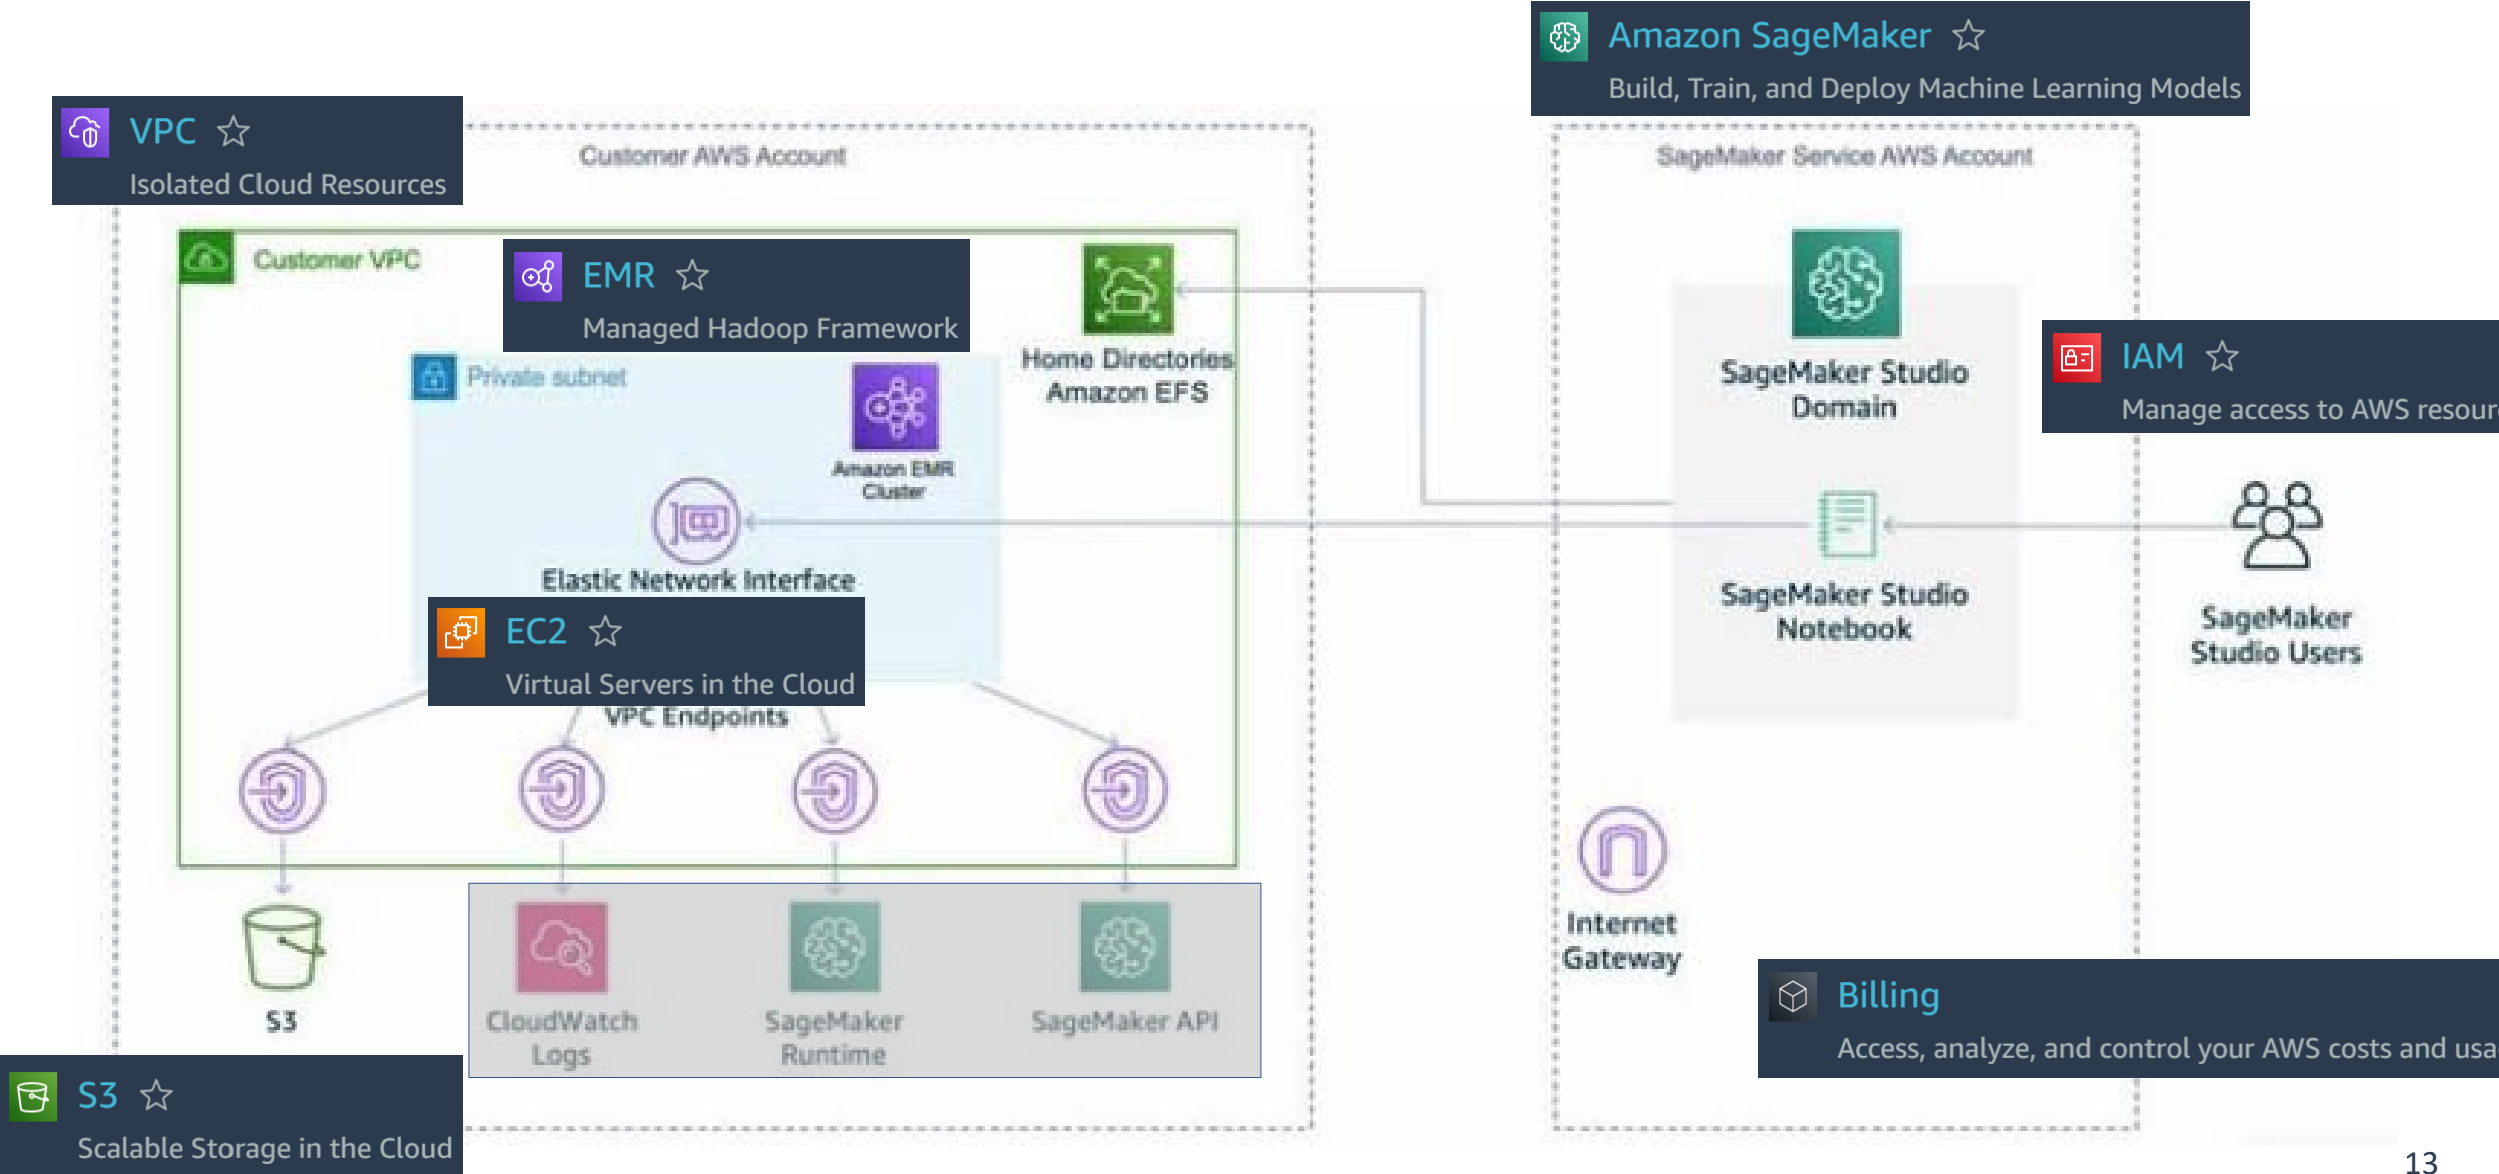 Amazon SageMaker
Build, Train, and Deploy Machine Learning Models
VPC
Isolated Cloud Resources
Customer AWS Account
SageMaker Service AWS Account
Customer VPC
EMR
Managed Hadoop Framework
Home Directories
Amazon EFS
Private subnet
Amazon EMR
Cluster
SageMaker Studio
Domain
IAM
Manage access to AWS
Elastic Network Interface
EC2
Virtual Servers in the Cloud
VPC Endpoints
SageMaker Studio
Notebook
SageMaker
Studio Users
Internet
Gateway
S3
CloudWatch
Logs
SageMaker
Runtime
SageMaker API
Billing
Access, analyze, and control your AWS costs and
S3
Scalable Storage in the Cloud
13